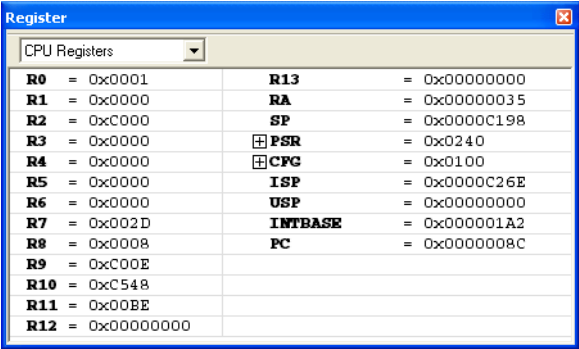 Register
CPU Registers
R0 = 0x0001 R13 = 0x00000000
R1 = 0x0000 RA = 0x00000035
R2 = 0xC000 SP = 0x0000C198
R3 = 0x0000 PSR = 0x0240
R4 = 0x0000 CFG = 0x0100
R5 = 0x0000 ISP = 0x0000C26E
R6 = 0x0000 USP = 0x00000000
R7 = 0x002D INTBASE = 0x000001A2
R8 = 0x0008 PC = 0x0000008C
R9 = 0xC00E
R10 = 0xC548
R11 = 0x00BE
R12 = 0x00000000